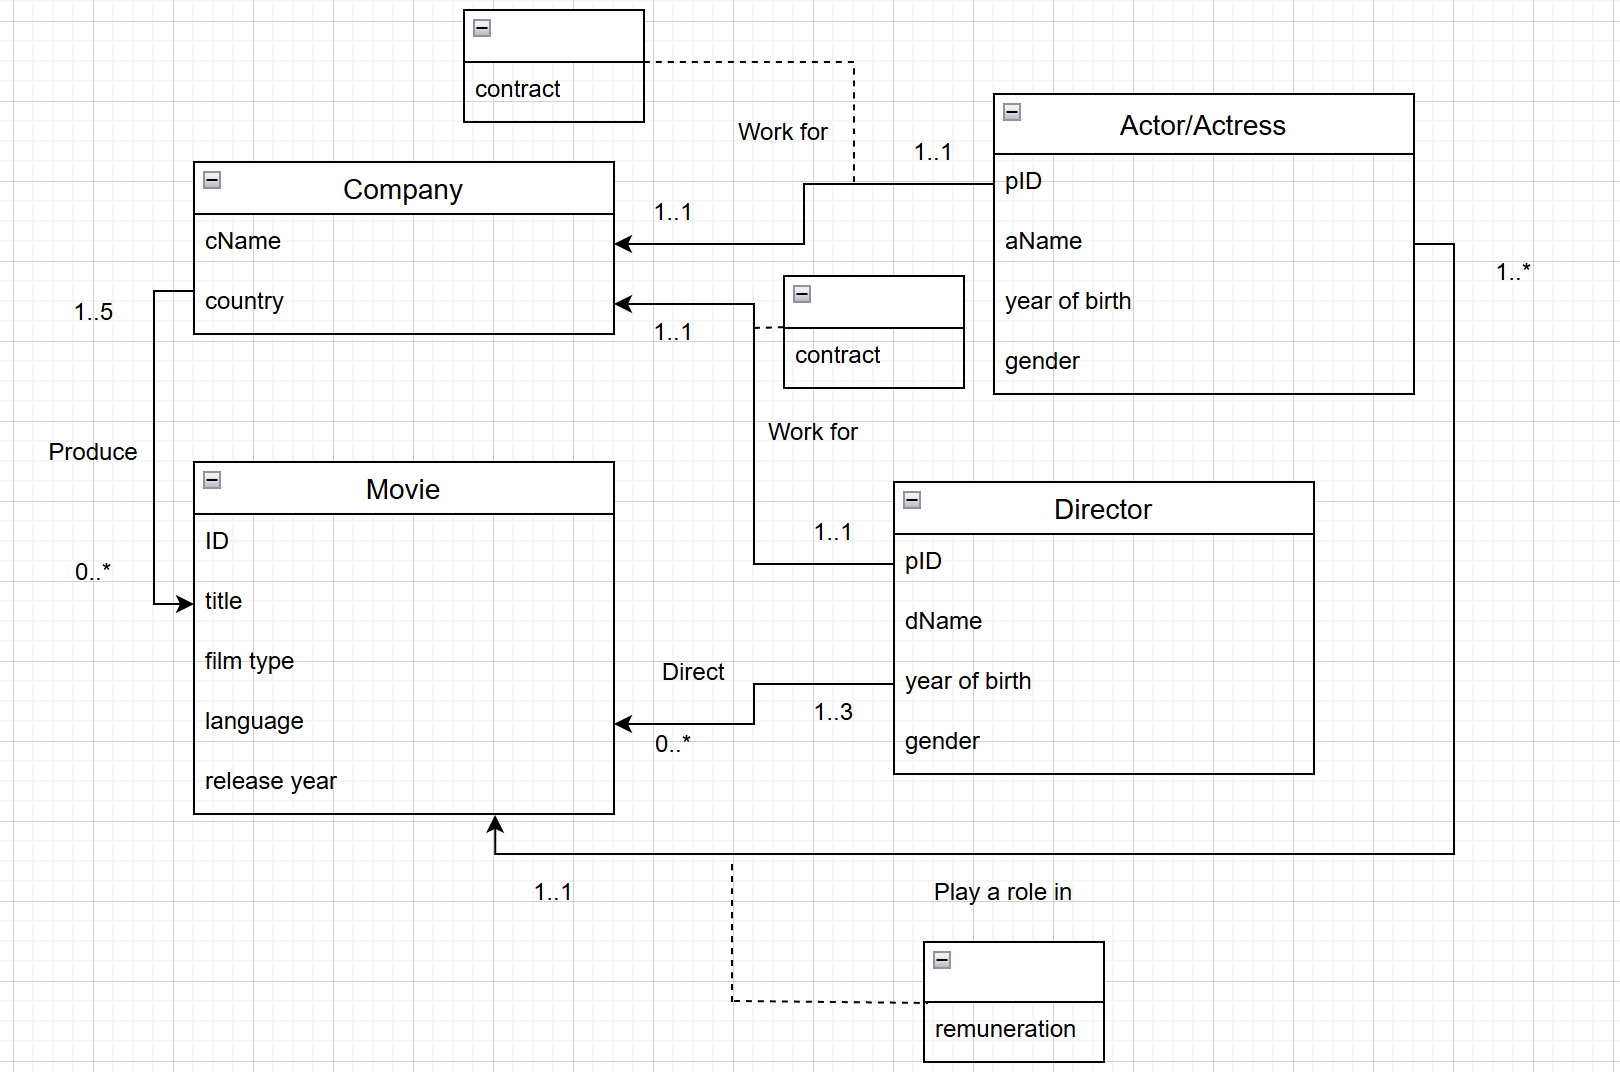 contract
Work for
1..1
Actor/Actress
pID
aName
year of birth
gender
Company
cName
country
1..1
1..1
contract
Work for
1..1
1..*
1..5
Produce
0..*
Movie
ID
title
film type
language
release year
Director
pID
dName
year of birth
gender
Direct
1..3
0..*
1..1
Play a role in
remuneration